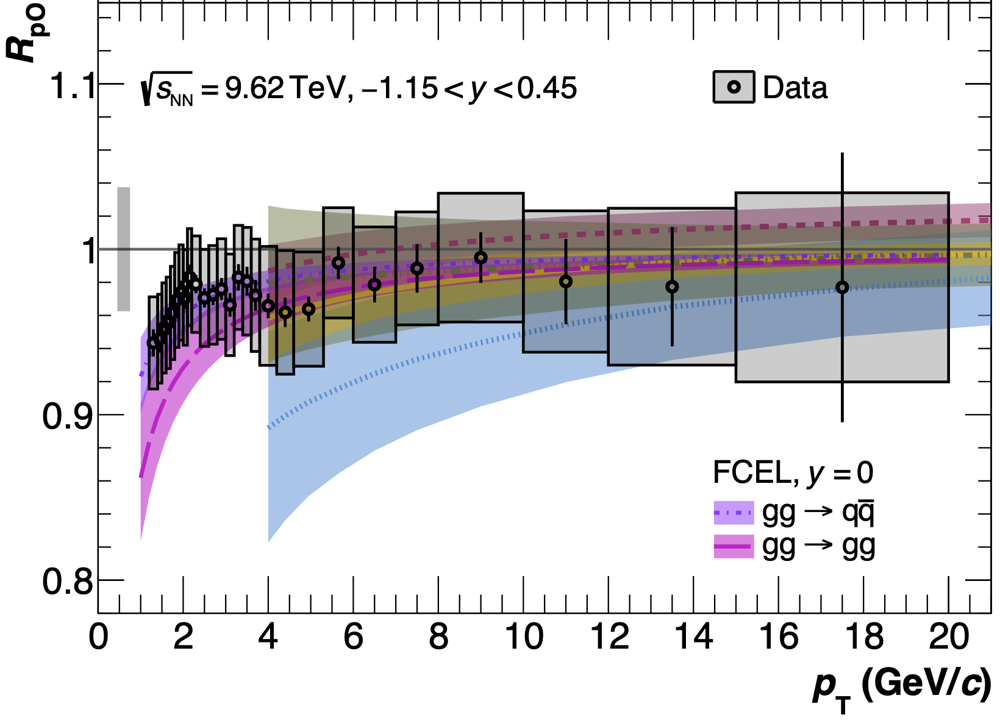 R_pO
1.1
√s_NN = 9.62 TeV, −1.15 < y < 0.45
Data
1
0.9
FCEL, y = 0
gg → qq̅
gg → gg
0.8
0 2 4 6 8 10 12 14 16 18 20
p_T (GeV/c)